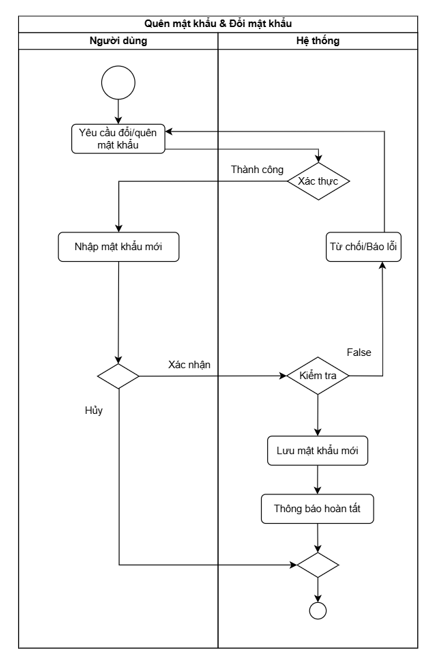 Quên mật khẩu & Đổi mật khẩu
Người dùng
Hệ thống
Yêu cầu đổi/quên
mật khẩu
Xác thực
Thành công
Nhập mật khẩu mới
Từ chối/Báo lỗi
False
Xác nhận
Kiểm tra
Hủy
Lưu mật khẩu mới
Thông báo hoàn tất